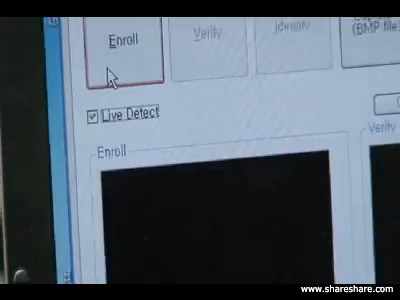 Enroll
Verify
Identify
(BMP file)
Live Detect
Enroll
Verify
www.shareshare.com